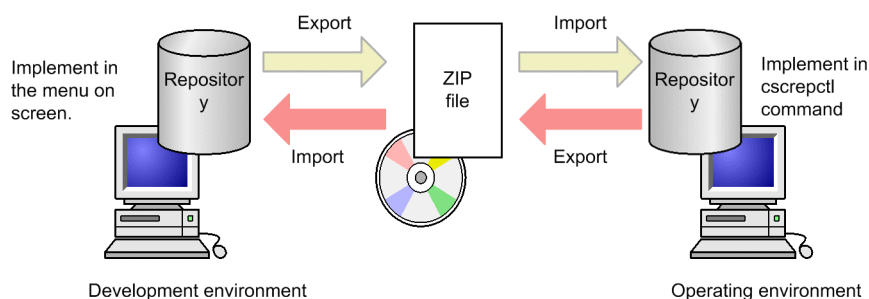 Export
Import
Implement in
the menu on
screen.
Repositor
y
ZIP
file
Repositor
y
Implement in
cscrepctl
command
Import
Export
Development environment
Operating environment